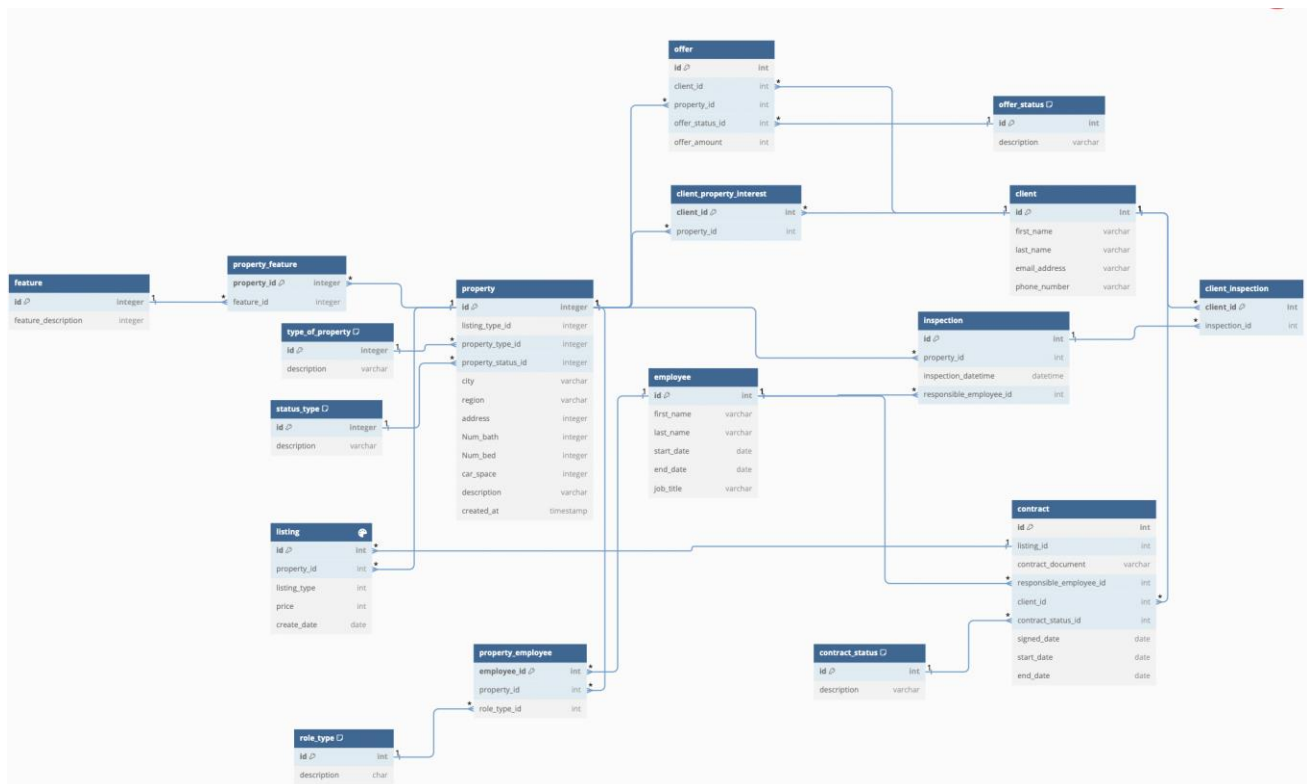 offer
id int
client_id int
property_id int
offer_status_id int
offer_amount int
offer_status
id int
description varchar
client_property_interest
client_id int
property_id int
client
id int
first_name varchar
last_name varchar
email_address varchar
phone_number varchar
client_inspection
client_id int
inspection_id int
feature
id integer
feature_description integer
property_feature
property_id integer
feature_id integer
type_of_property
id integer
description varchar
status_type
id integer
description varchar
property
id integer
listing_type_id integer
property_type_id integer
property_status_id integer
city varchar
region varchar
address integer
Num_bath integer
Num_bed integer
car_space integer
description varchar
created_at timestamp
employee
id int
first_name varchar
last_name varchar
start_date date
end_date date
job_title varchar
inspection
id int
property_id int
inspection_datetime datetime
responsible_employee_id int
listing
id int
property_id int
listing_type int
price int
create_date date
contract
id int
listing_id int
contract_document varchar
responsible_employee_id int
client_id int
contract_status_id int
signed_date date
start_date date
end_date date
property_employee
employee_id int
property_id int
role_type_id int
contract_status
id int
description varchar
role_type
id int
description char